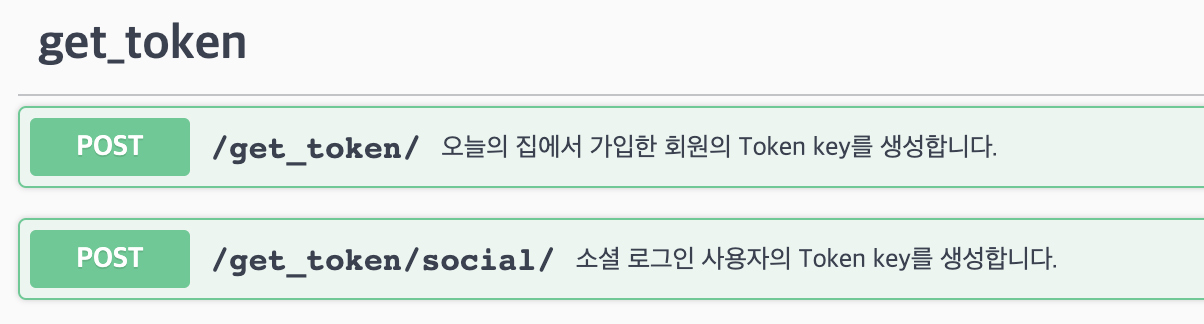 get_token
POST /get_token/ 오늘의 집에서 가입한 회원의 Token key를 생성합니다.
POST /get_token/social/ 소셜 로그인 사용자의 Token key를 생성합니다.